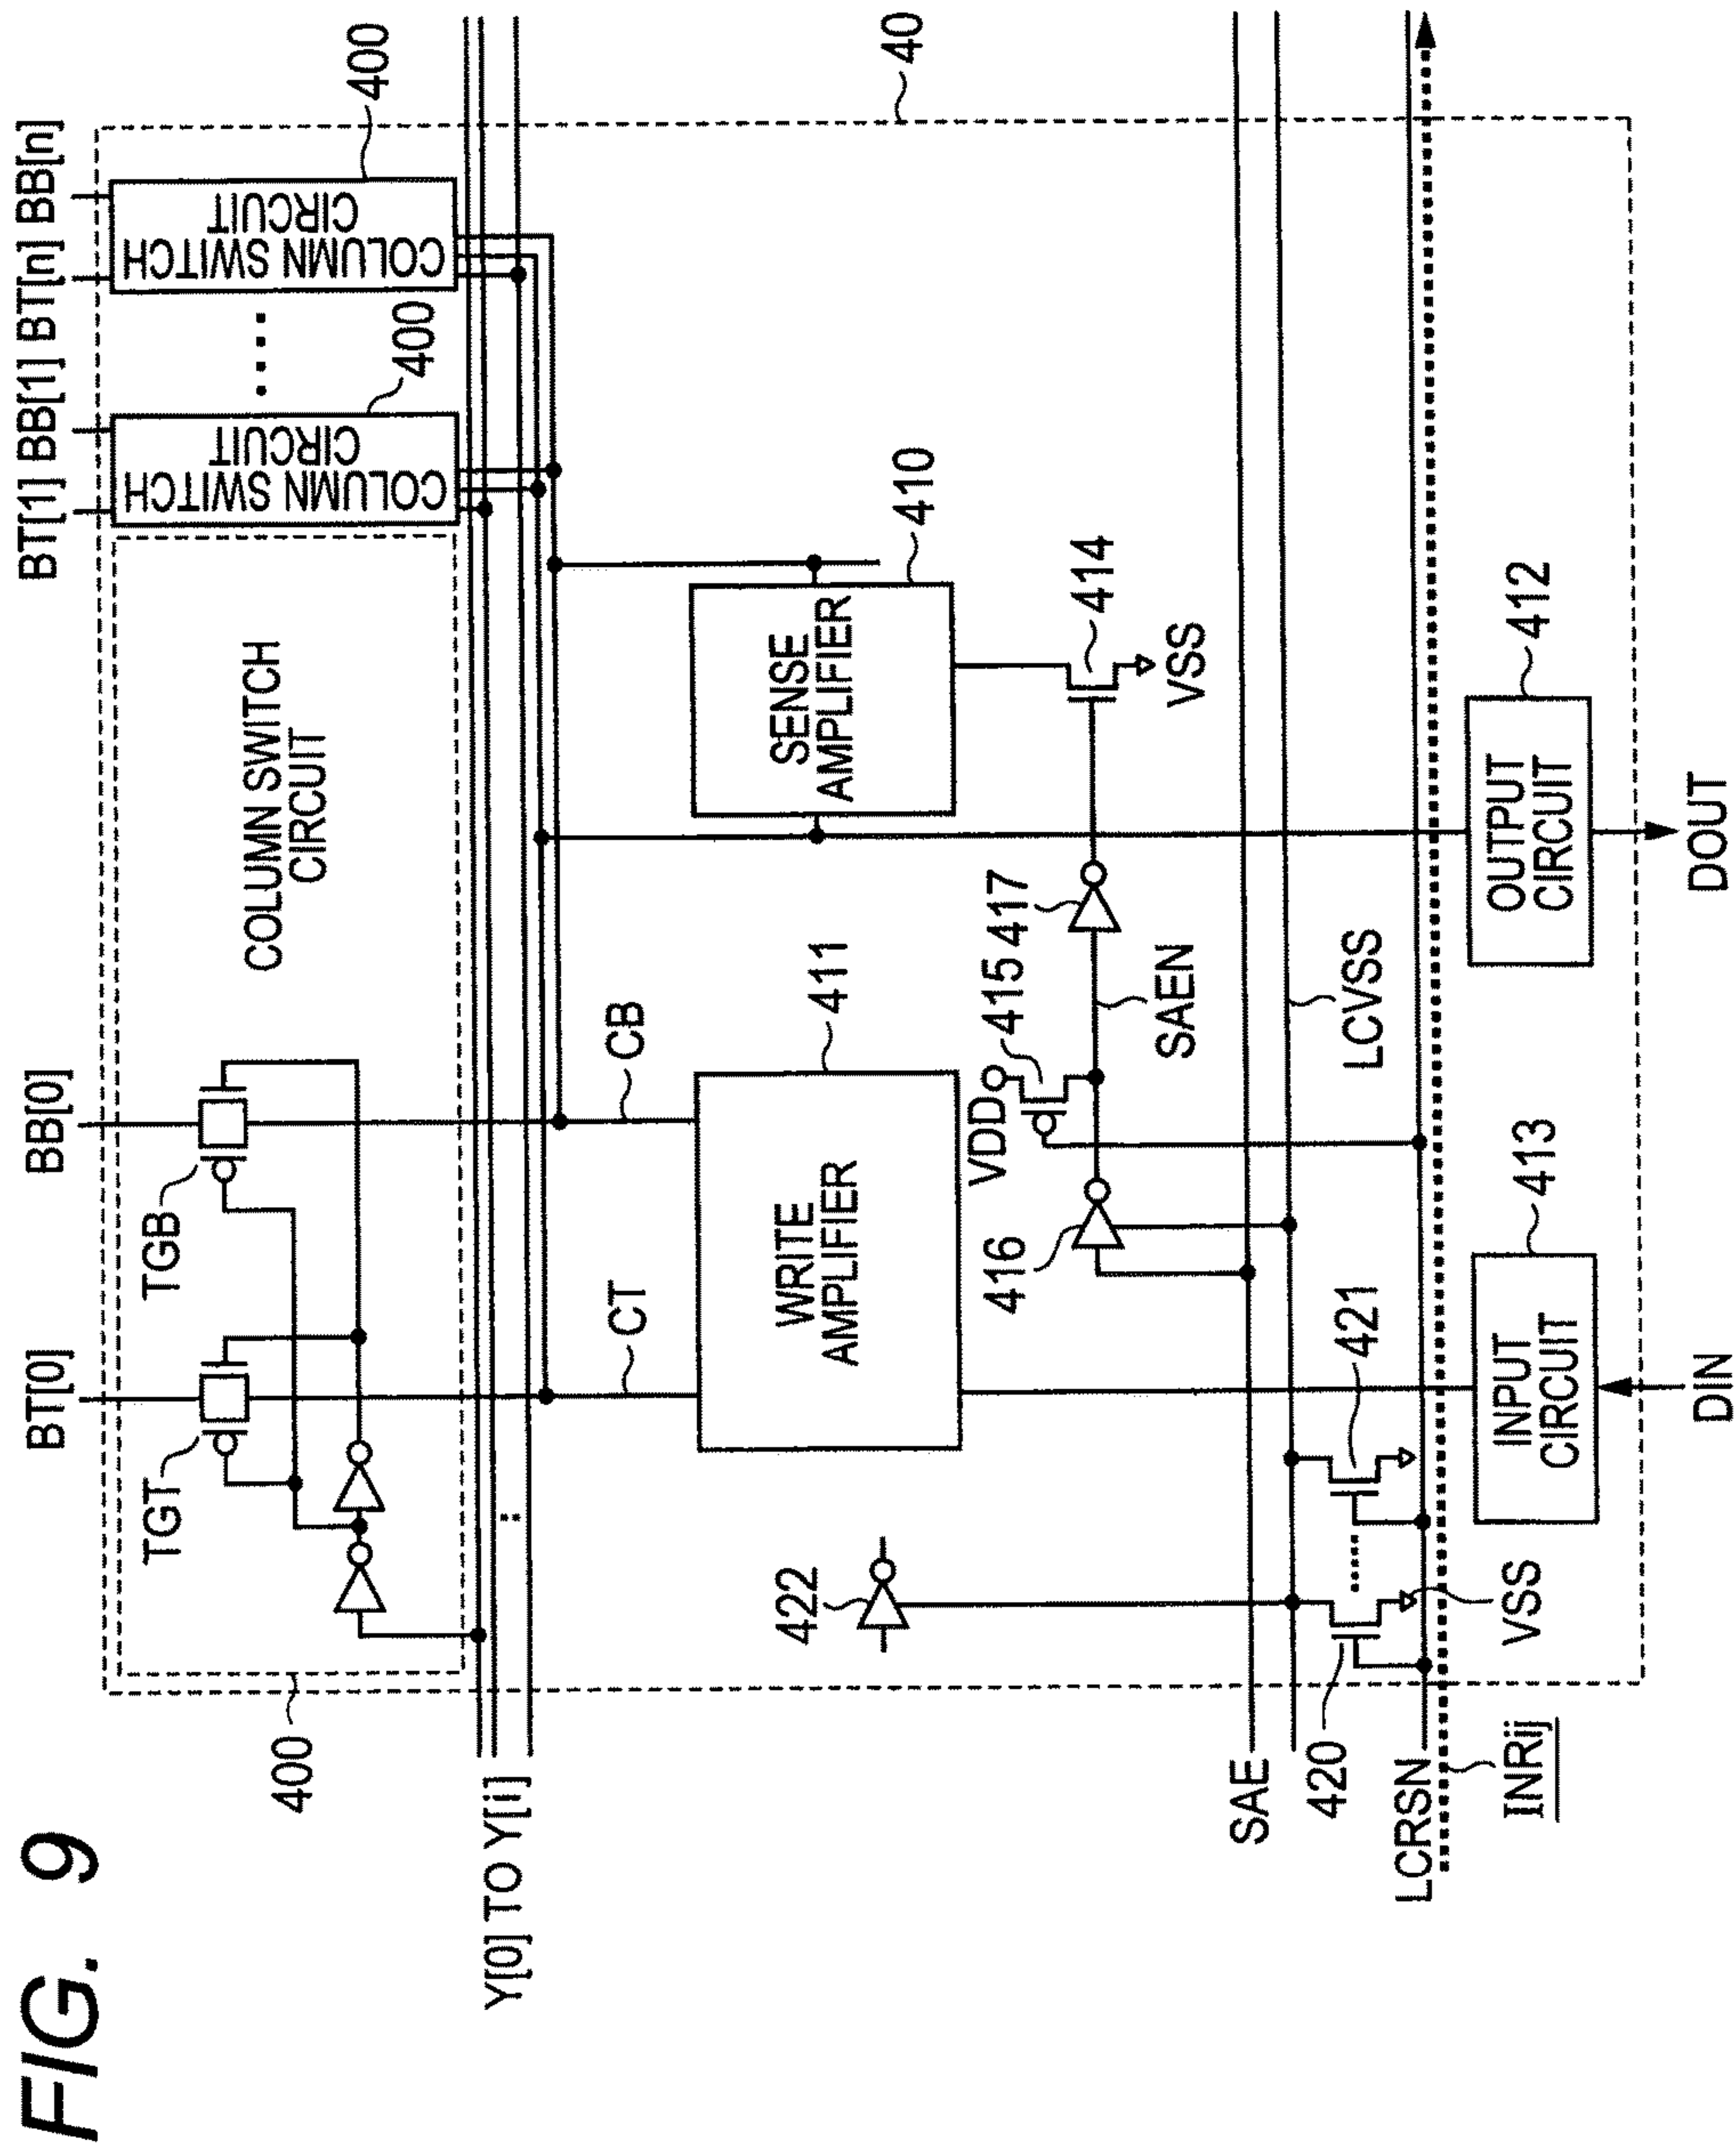 FIG. 9
BT[0]
BB[0]
BT[1]
BB[1]
BT[n]
BB[n]
TGT
TGB
COLUMN SWITCH
CIRCUIT
COLUMN SWITCH
CIRCUIT
COLUMN SWITCH
CIRCUIT
400
400
400
40
Y[0] TO Y[i]
CT
CB
422
WRITE
AMPLIFIER
411
SENSE
AMPLIFIER
410
416
VDD
415
417
414
VSS
SAEN
SAE
LCVSS
420
421
VSS
LCRSN
INRij
INPUT
CIRCUIT
413
OUTPUT
CIRCUIT
412
DIN
DOUT